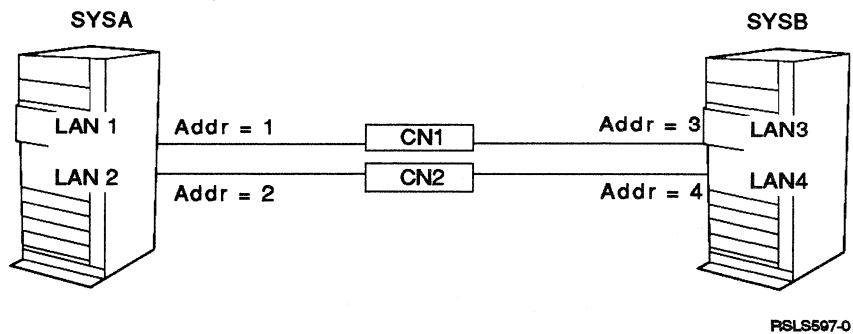 SYSA
SYSB
LAN 1
Addr = 1
CN1
Addr = 3
LAN3
LAN 2
Addr = 2
CN2
Addr = 4
LAN4
RSLS597-0